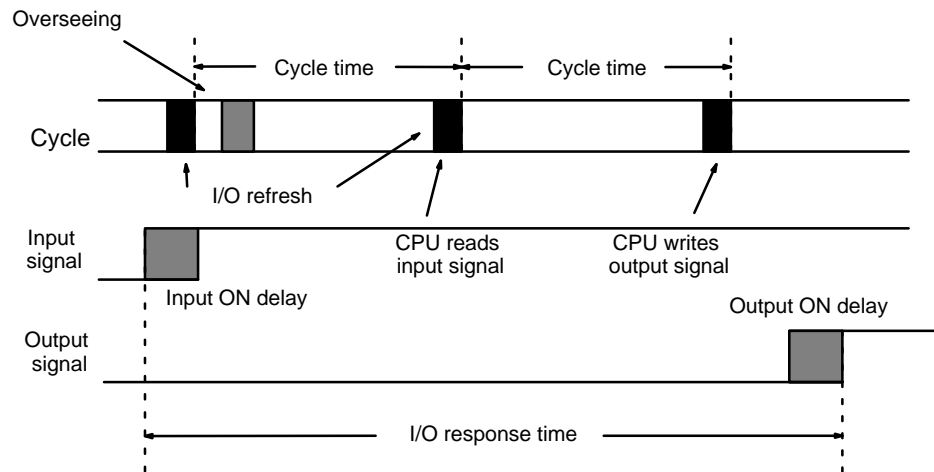 Overseeing
Cycle time
Cycle time
Cycle
I/O refresh
CPU reads
input signal
CPU writes
output signal
Input
signal
Input ON delay
Output ON delay
Output
signal
I/O response time